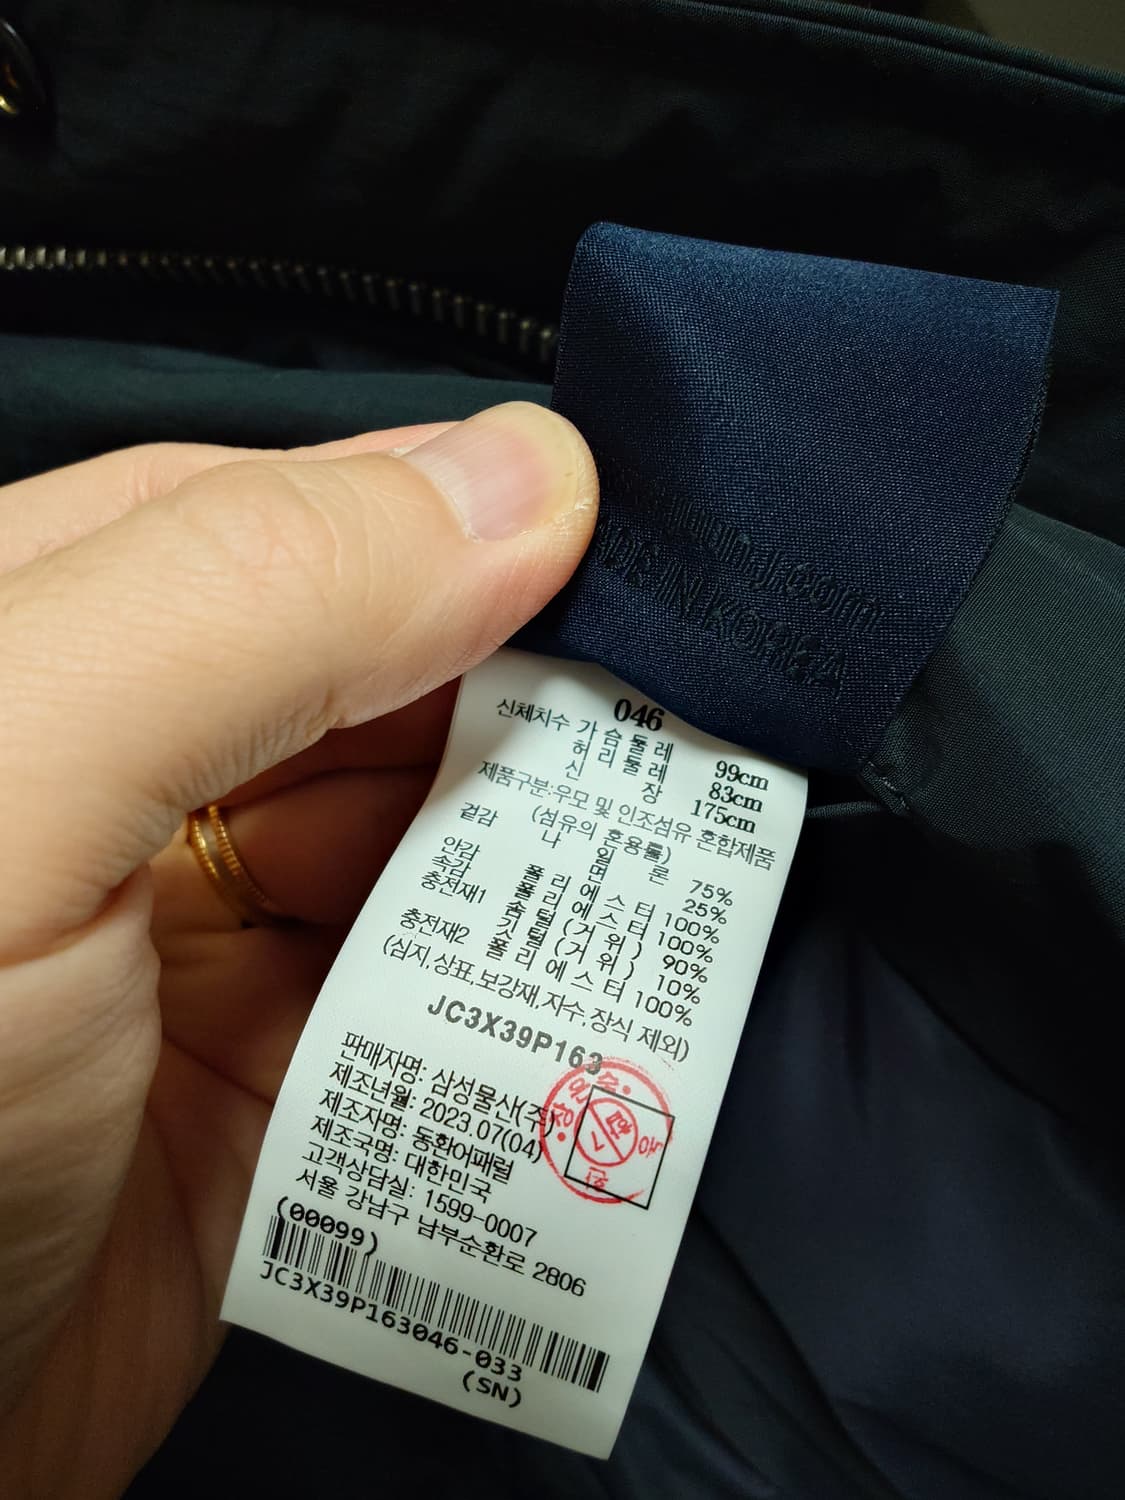 .com
MADE IN KOREA
046
신체치수 가슴둘레 99cm
허리둘레 83cm
신장 175cm
제품구분:우모 및 인조섬유 혼합제품
(섬유의 혼용률)
겉감 나일론 75%
면 25%
안감 폴리에스터 100%
속감 폴리에스터 100%
충전재1 솜털(거위) 90%
깃털(거위) 10%
충전재2 폴리에스터 100%
(심지,상표,보강재,자수,장식 제외)
JC3X39P163
판매자명: 삼성물산(주)
제조년월: 2023.07(04)
제조자명: 동환어패럴
제조국명: 대한민국
고객상담실: 1599-0007
서울 강남구 남부순환로 2806
(00099)
JC3X39P163046-033
(SN)